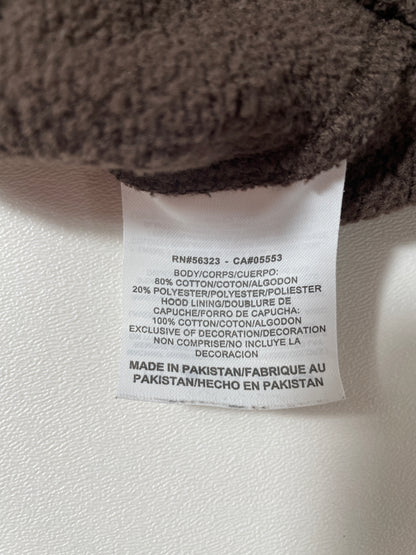 RN#56323 - CA#05553
BODY/CORPS/CUERPO:
80% COTTON/COTON/ALGODON
20% POLYESTER/POLYESTER/POLIESTER
HOOD LINING/DOUBLURE DE
CAPUCHE/FORRO DE CAPUCHA:
100% COTTON/COTON/ALGODON
EXCLUSIVE OF DECORATION/DECORATION
NON COMPRISE/NO INCLUYE LA
DECORACION
MADE IN PAKISTAN/FABRIQUE AU
PAKISTAN/HECHO EN PAKISTAN